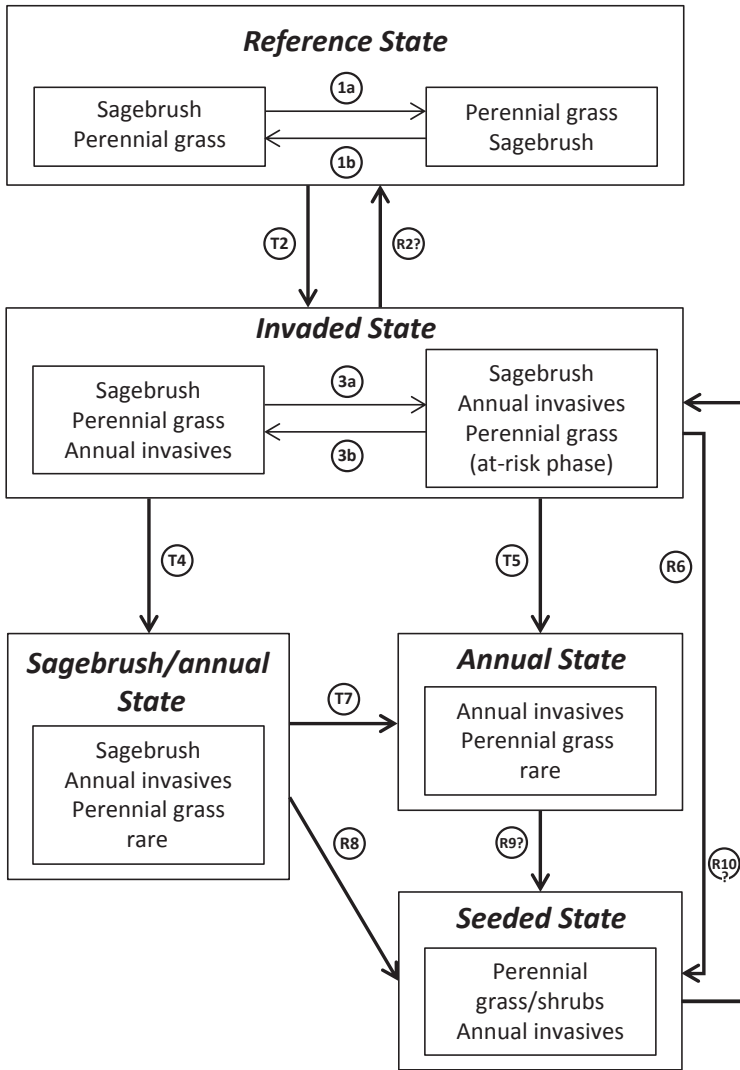 Reference State
1a
Sagebrush
Perennial grass
Perennial grass
Sagebrush
1b
T2
R2?
Invaded State
Sagebrush
Perennial grass
Annual invasives
3a
3b
Sagebrush
Annual invasives
Perennial grass
(at-risk phase)
T4
T5
R6
Sagebrush/annual
State
Sagebrush
Annual invasives
Perennial grass
rare
T7
Annual State
Annual invasives
Perennial grass
rare
R8
R9?
R10
?
Seeded State
Perennial
grass/shrubs
Annual invasives